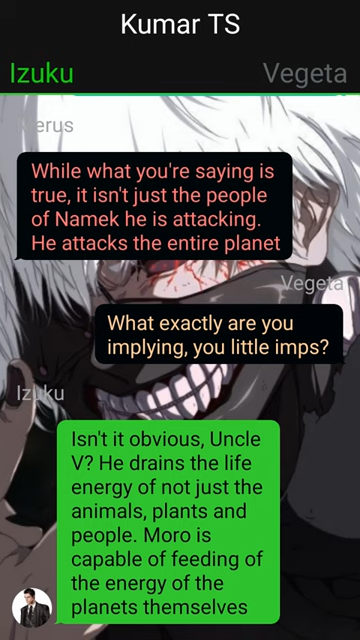 Kumar TS
Izuku
Vegeta
While what you're saying is
true, it isn't just the people
of Namek he is attacking.
He attacks the entire planet
Vegeta
What exactly are you
implying, you little imps?
Izuku
Isn't it obvious, Uncle
V? He drains the life
energy of not just the
animals, plants and
people. Moro is
capable of feeding of
the energy of the
planets themselves